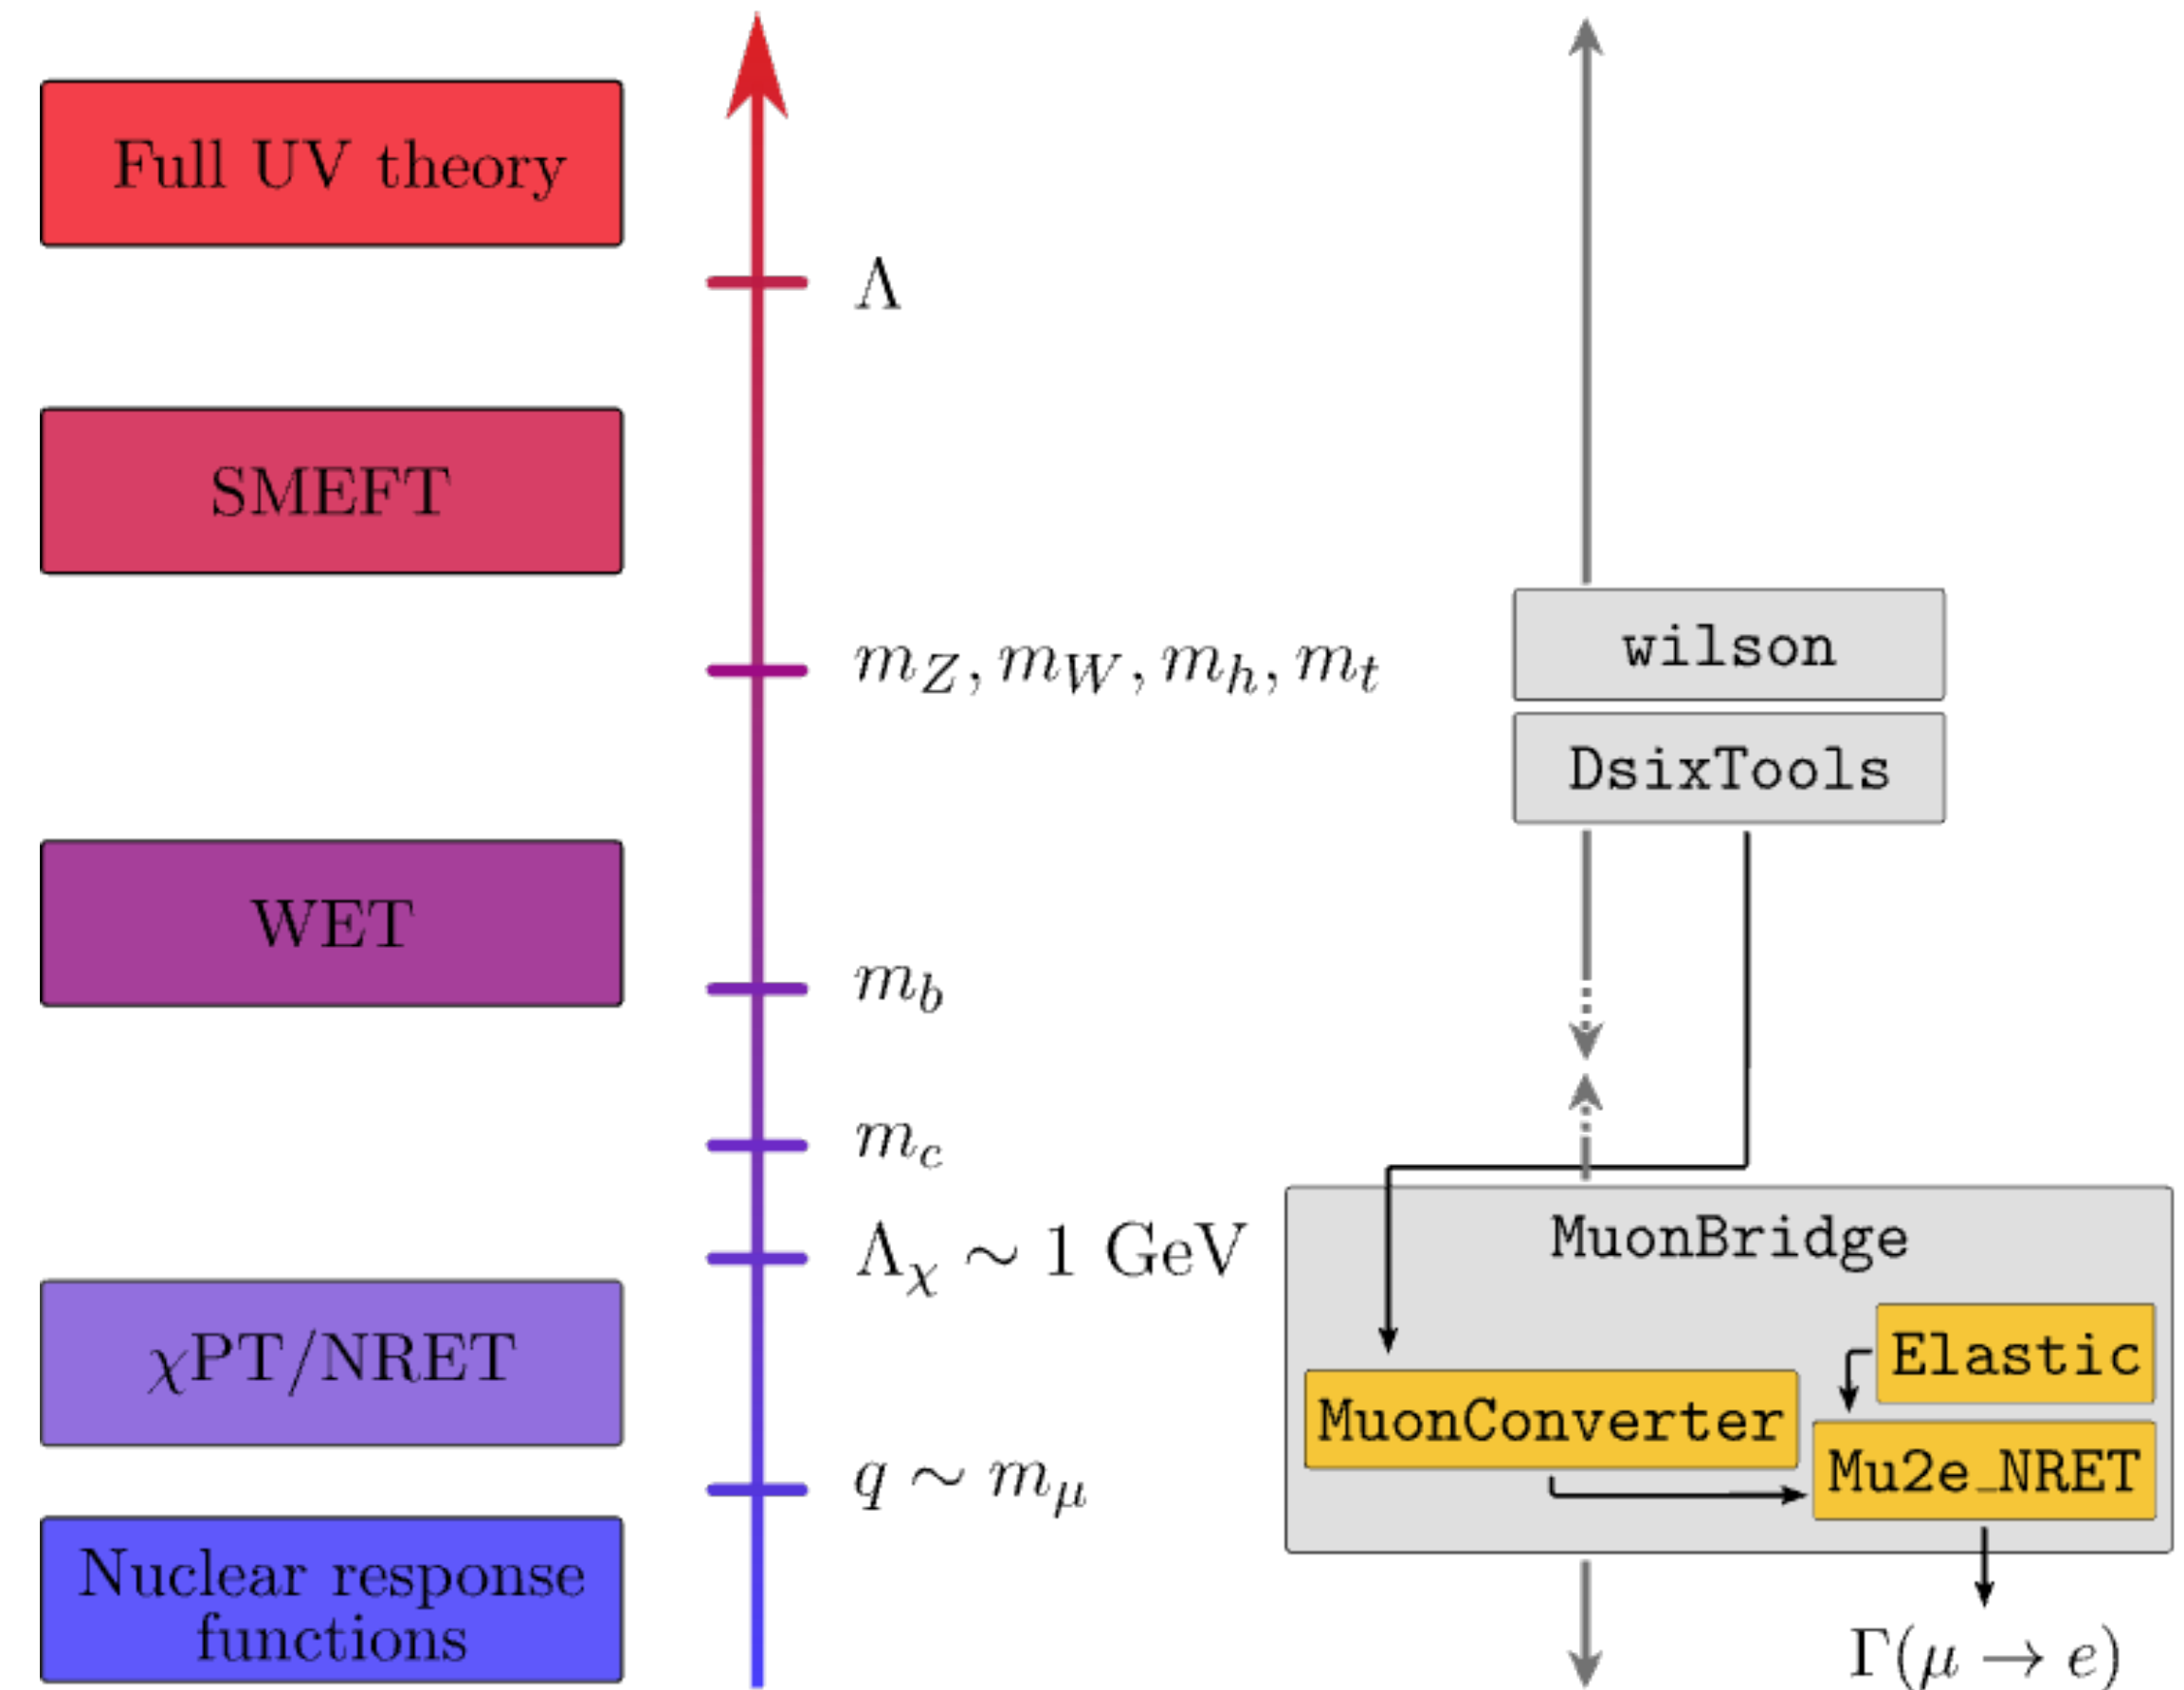 Full UV theory
SMEFT
WET
χPT/NRET
Nuclear response
functions
Λ
m_Z, m_W, m_h, m_t
m_b
m_c
Λ_χ ∼ 1 GeV
q ∼ m_μ
wilson
DsixTools
MuonBridge
Elastic
MuonConverter
Mu2e_NRET
Γ(μ → e)